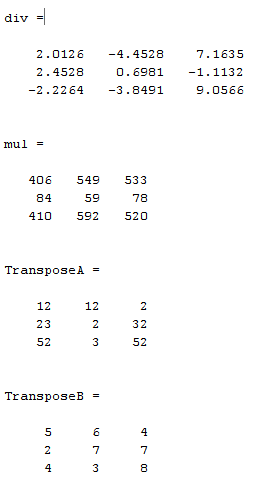 div =
2.0126 -4.4528 7.1635
2.4528 0.6981 -1.1132
-2.2264 -3.8491 9.0566
mul =
406 549 533
84 59 78
410 592 520
TransposeA =
12 12 2
23 2 32
52 3 52
TransposeB =
5 6 4
2 7 7
4 3 8